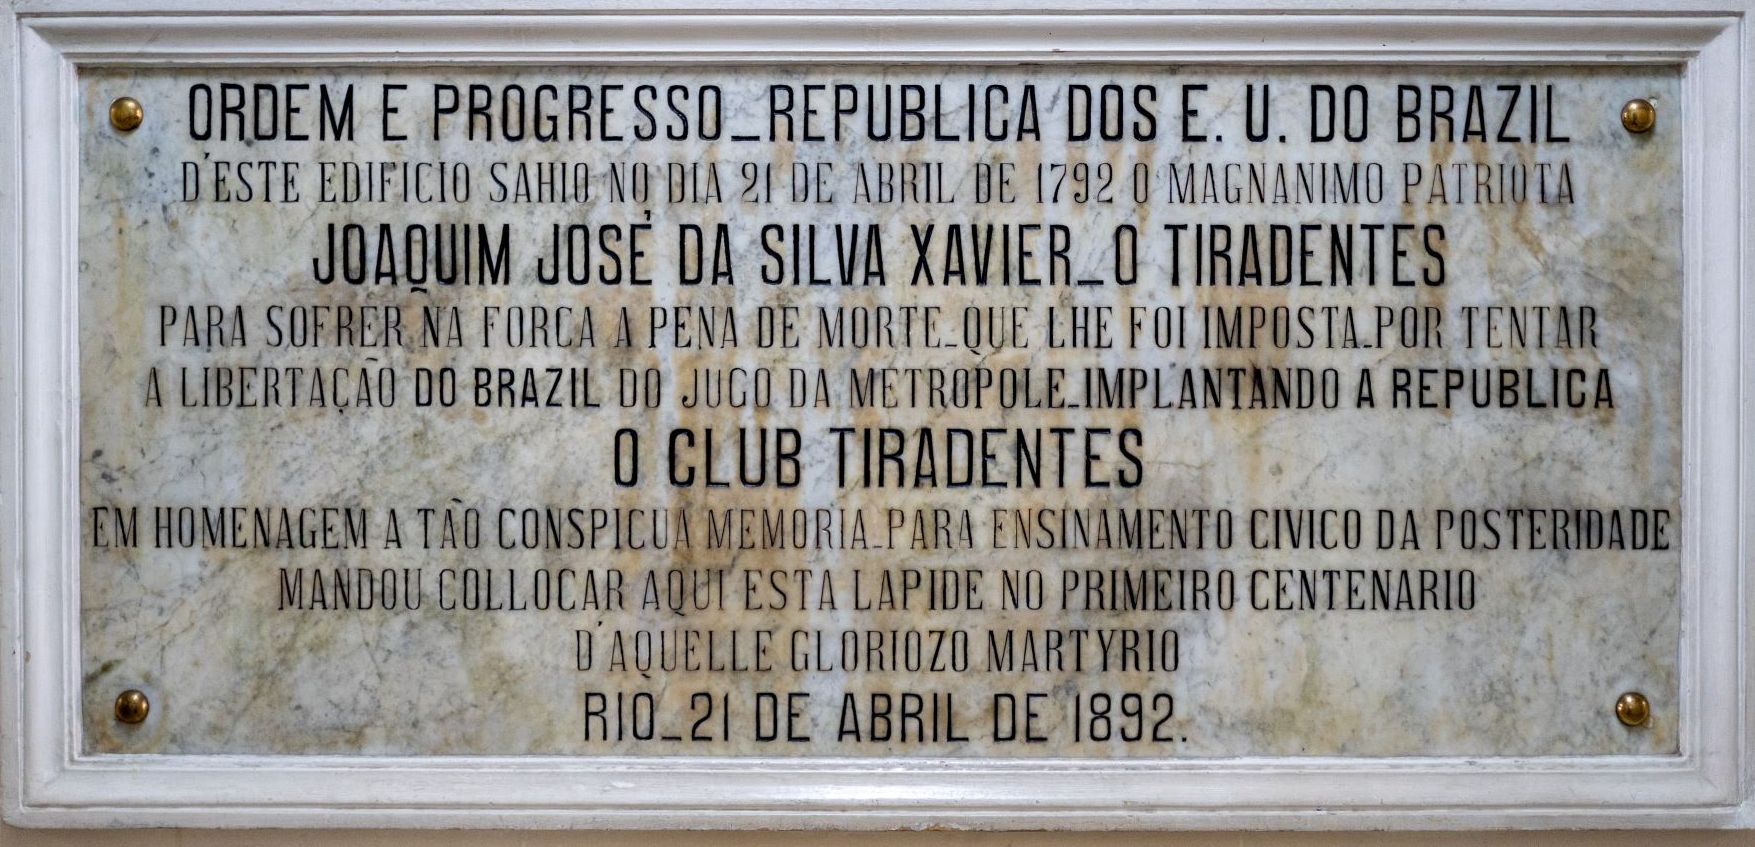 ORDEM E PROGRESSO_REPUBLICA DOS E. U. DO BRAZIL
D'ESTE EDIFICIO SAHIO NO DIA 21 DE ABRIL DE 1792 O MAGNANIMO PATRIOTA
JOAQUIM JOSÉ DA SILVA XAVIER_O TIRADENTES
PARA SOFRER NA FORCA A PENA DE MORTE_QUE LHE FOI IMPOSTA_POR TENTAR
A LIBERTAÇÃO DO BRAZIL DO JUGO DA METROPOLE_IMPLANTANDO A REPUBLICA
O CLUB TIRADENTES
EM HOMENAGEM A TÃO CONSPICUA MEMORIA_PARA ENSINAMENTO CIVICO DA POSTERIDADE
MANDOU COLLOCAR AQUI ESTA LAPIDE NO PRIMEIRO CENTENARIO
D'AQUELLE GLORIOZO MARTYRIO
RIO_21 DE ABRIL DE 1892.